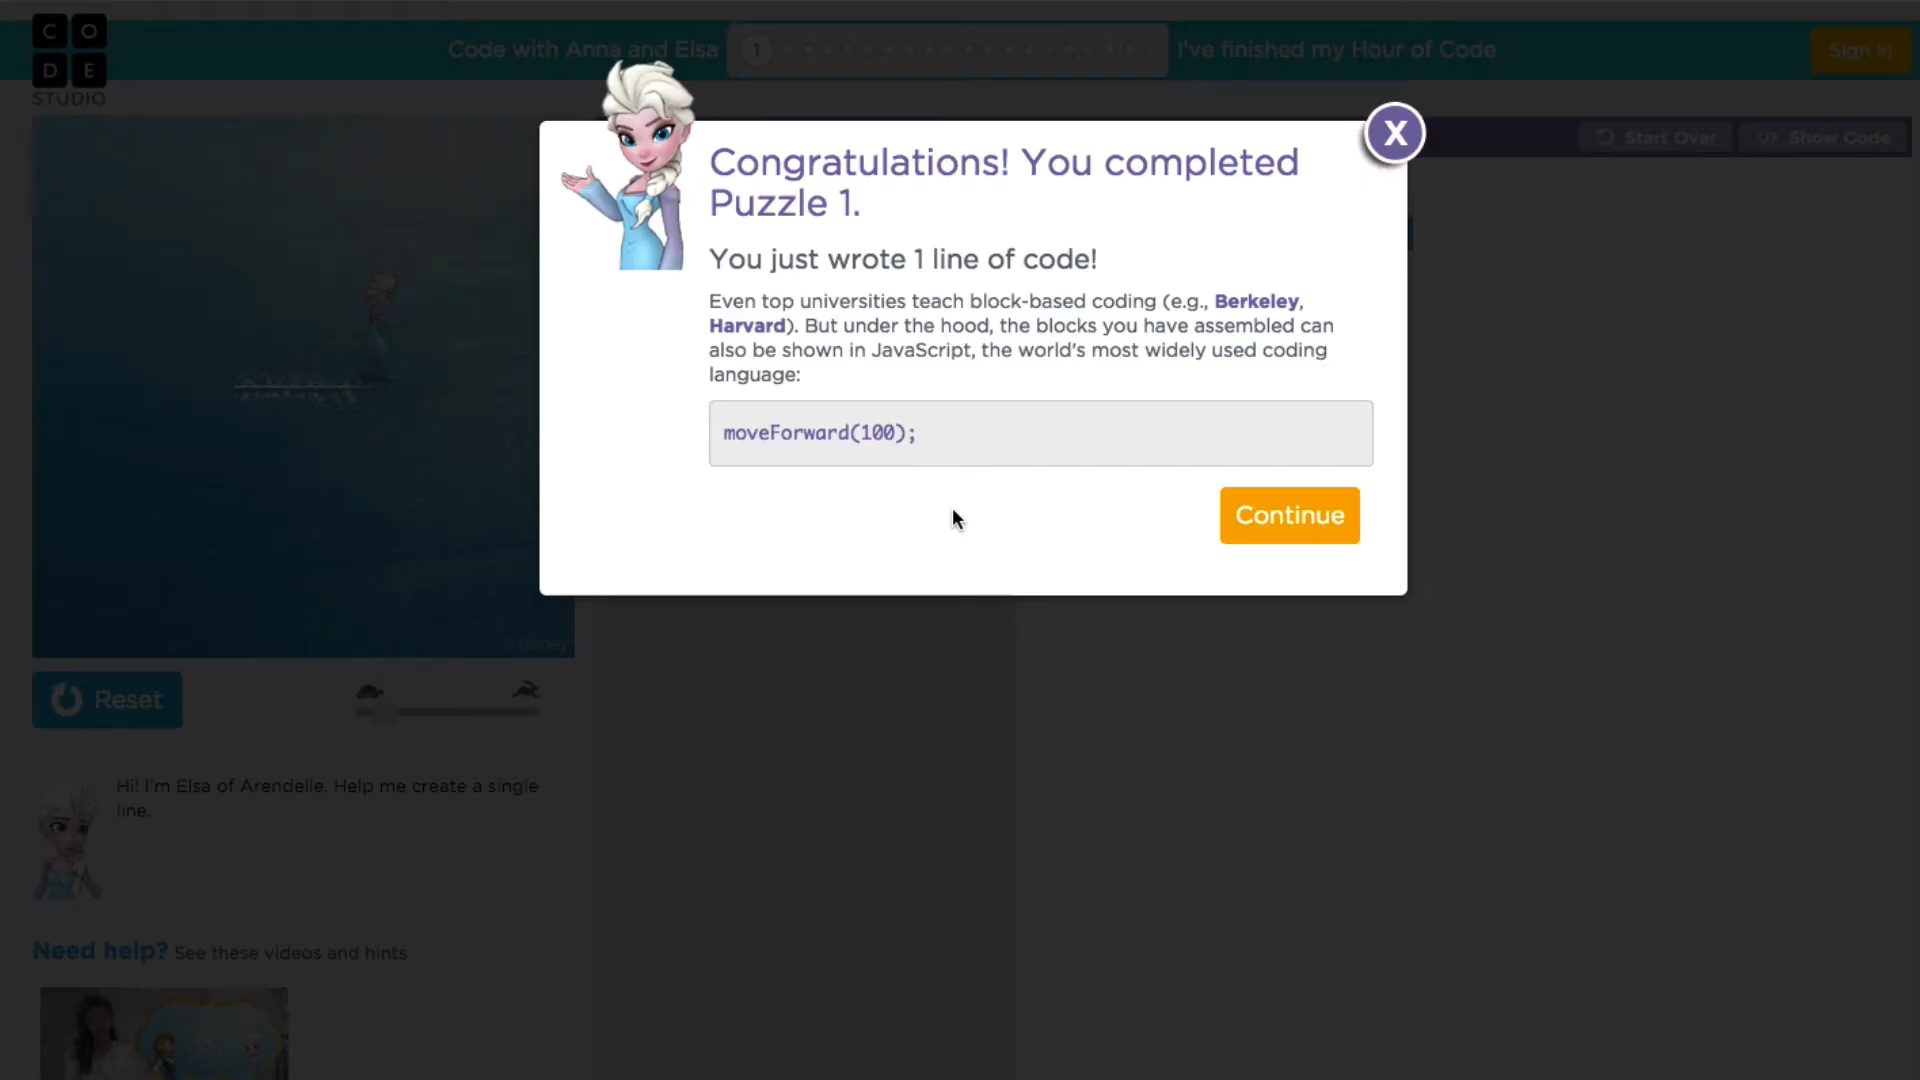 C O
D E
STUDIO
Code with Anna and Elsa
1
I've finished my Hour of Code
Sign in
Start Over
</> Show Code
X
Congratulations! You completed
Puzzle 1.
You just wrote 1 line of code!
Even top universities teach block-based coding (e.g., Berkeley,
Harvard). But under the hood, the blocks you have assembled can
also be shown in JavaScript, the world's most widely used coding
language:
moveForward(100);
Continue
© Disney
Reset
Hi! I'm Elsa of Arendelle. Help me create a single
line.
Need help? See these videos and hints